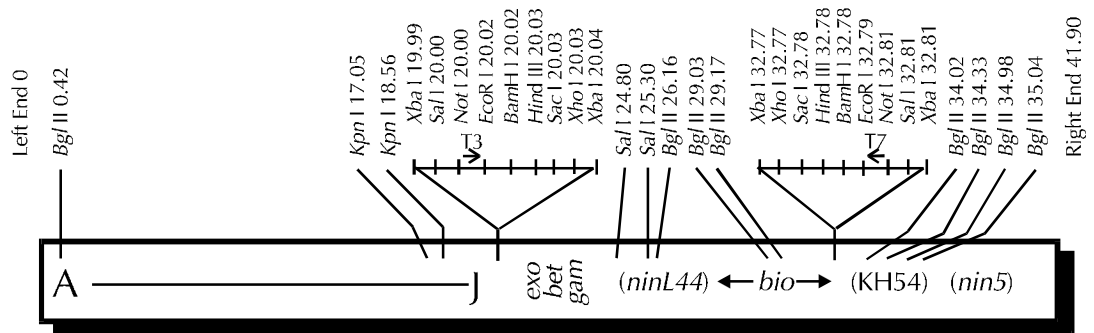 Left End 0
Bgl II 0.42
Kpn I 17.05
Kpn I 18.56
Xba I 19.99
Sal I 20.00
Not I 20.00
EcoR I 20.02
BamH I 20.02
Hind III 20.03
Sac I 20.03
Xho I 20.03
Xba I 20.04
Sal I 24.80
Sal I 25.30
Bgl II 26.16
Bgl II 29.03
Bgl II 29.17
Xba I 32.77
Xho I 32.77
Sac I 32.78
Hind III 32.78
BamH I 32.78
EcoR I 32.79
Not I 32.81
Sal I 32.81
Xba I 32.81
Bgl II 34.02
Bgl II 34.33
Bgl II 34.98
Bgl II 35.04
Right End 41.90
T3
T7
A
J
exo
bet
gam
(ninL44)
bio
(KH54)
(nin5)